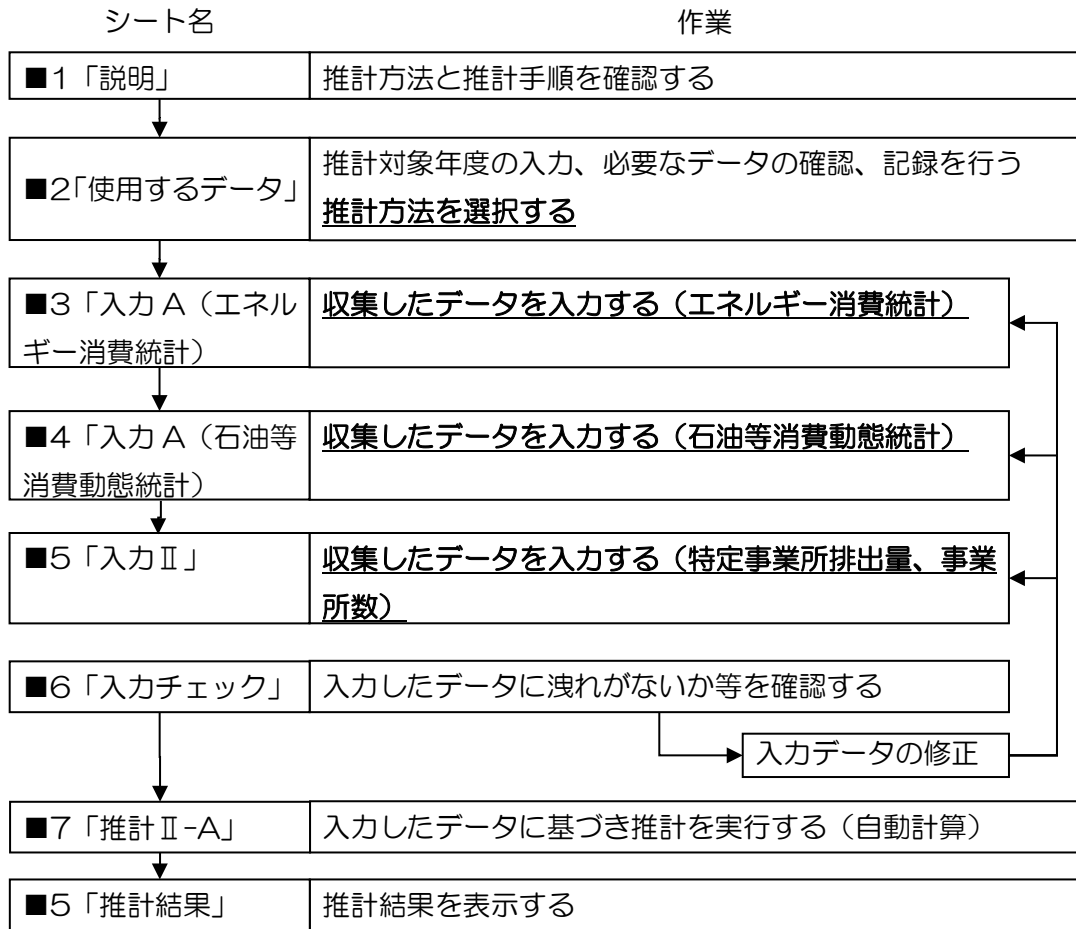 シート名 作業
■1「説明」 推計方法と推計手順を確認する
■2「使用するデータ」 推計対象年度の入力、必要なデータの確認、記録を行う
推計方法を選択する
■3「入力A（エネル
ギー消費統計） 収集したデータを入力する（エネルギー消費統計）
■4「入力A（石油等
消費動態統計） 収集したデータを入力する（石油等消費動態統計）
■5「入力Ⅱ」 収集したデータを入力する（特定事業所排出量、事業
所数）
■6「入力チェック」 入力したデータに洩れがないか等を確認する
入力データの修正
■7「推計Ⅱ-A」 入力したデータに基づき推計を実行する（自動計算）
■5「推計結果」 推計結果を表示する